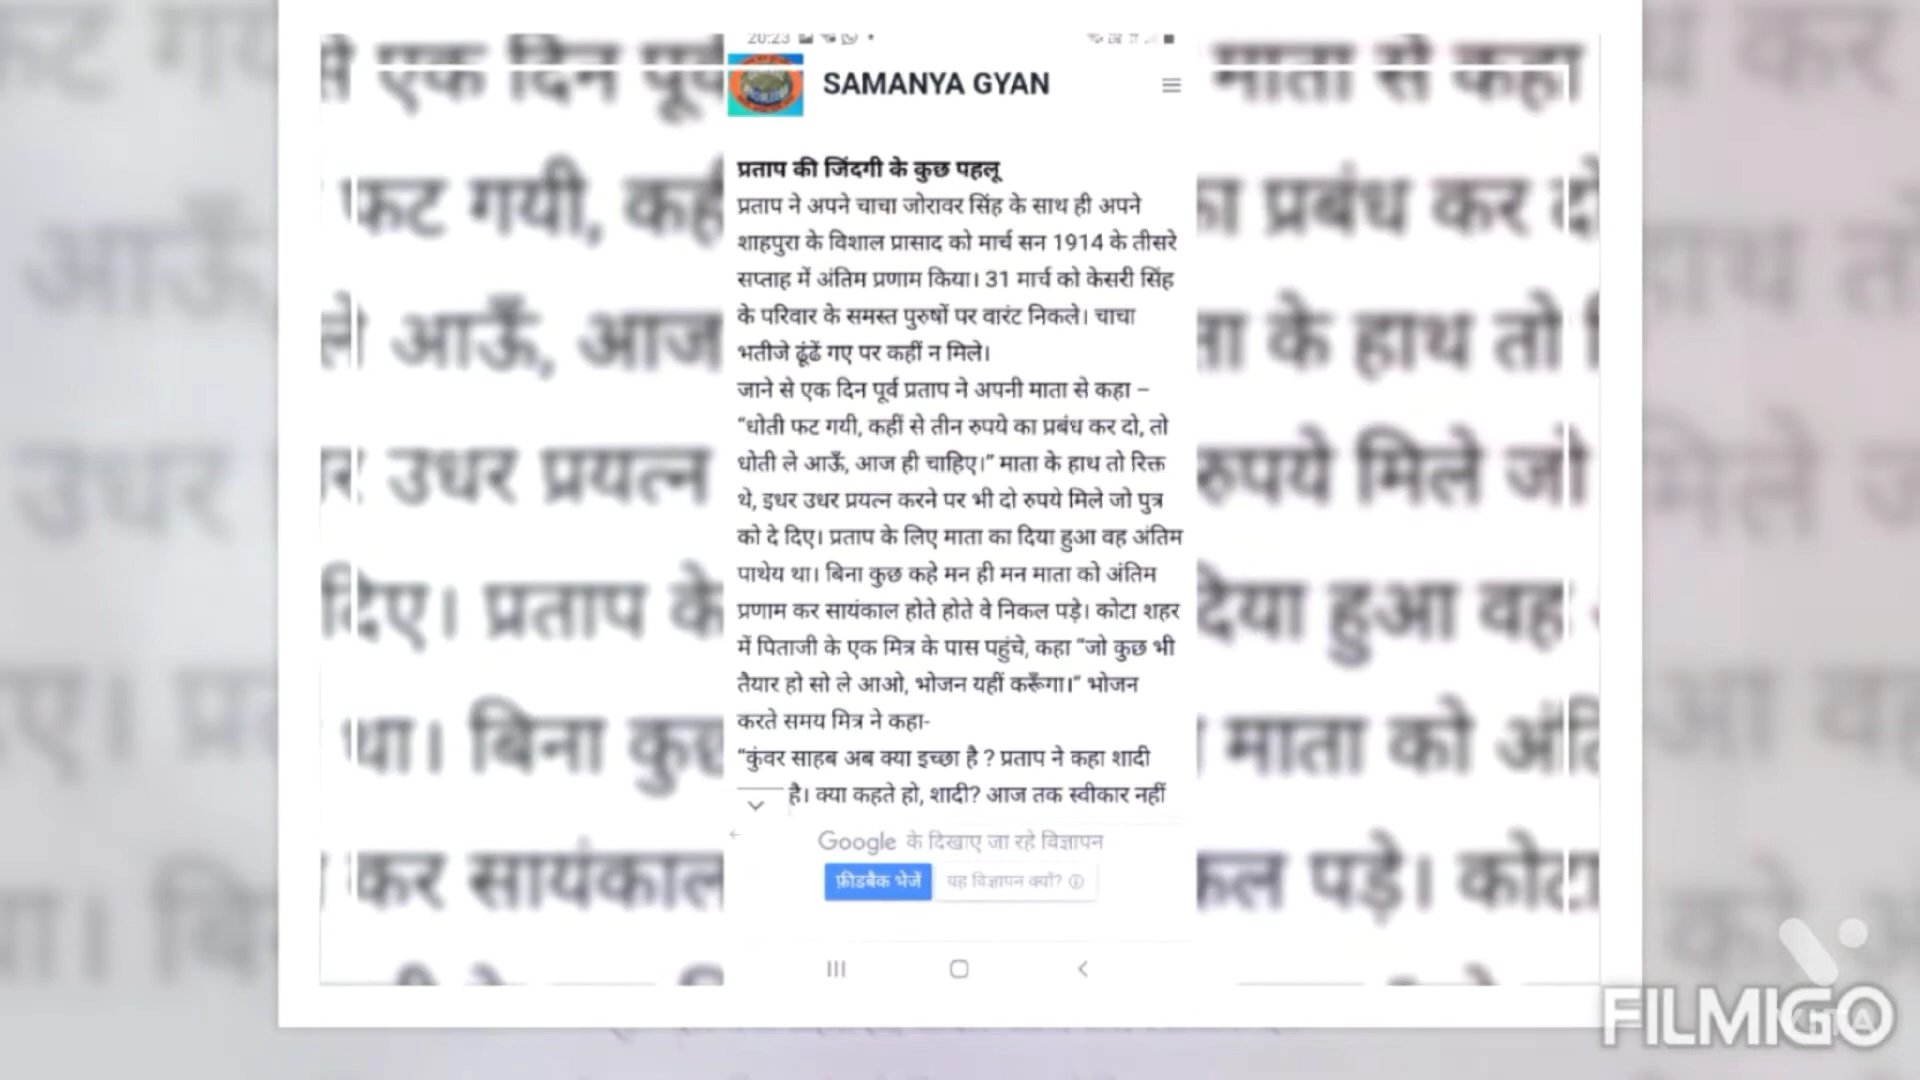 20:23
SAMANYA GYAN
प्रताप की जिंदगी के कुछ पहलू
प्रताप ने अपने चाचा जोरावर सिंह के साथ ही अपने
शाहपुरा के विशाल प्रासाद को मार्च सन 1914 के तीसरे
सप्ताह में अंतिम प्रणाम किया। 31 मार्च को केसरी सिंह
के परिवार के समस्त पुरुषों पर वारंट निकले। चाचा
भतीजे ढूंढें गए पर कहीं न मिले।
जाने से एक दिन पूर्व प्रताप ने अपनी माता से कहा –
“धोती फट गयी, कहीं से तीन रुपये का प्रबंध कर दो, तो
धोती ले आऊँ, आज ही चाहिए।” माता के हाथ तो रिक्त
थे, इधर उधर प्रयत्न करने पर भी दो रुपये मिले जो पुत्र
को दे दिए। प्रताप के लिए माता का दिया हुआ वह अंतिम
पाथेय था। बिना कुछ कहे मन ही मन माता को अंतिम
प्रणाम कर सायंकाल होते होते वे निकल पड़े। कोटा शहर
में पिताजी के एक मित्र के पास पहुंचे, कहा “जो कुछ भी
तैयार हो सो ले आओ, भोजन यहीं करूँगा।” भोजन
करते समय मित्र ने कहा-
“कुंवर साहब अब क्या इच्छा है ? प्रताप ने कहा शादी
है। क्या कहते हो, शादी? आज तक स्वीकार नहीं
Google के दिखाए जा रहे विज्ञापन
फ़ीडबैक भेजें यह विज्ञापन क्यों?
FILMIGO